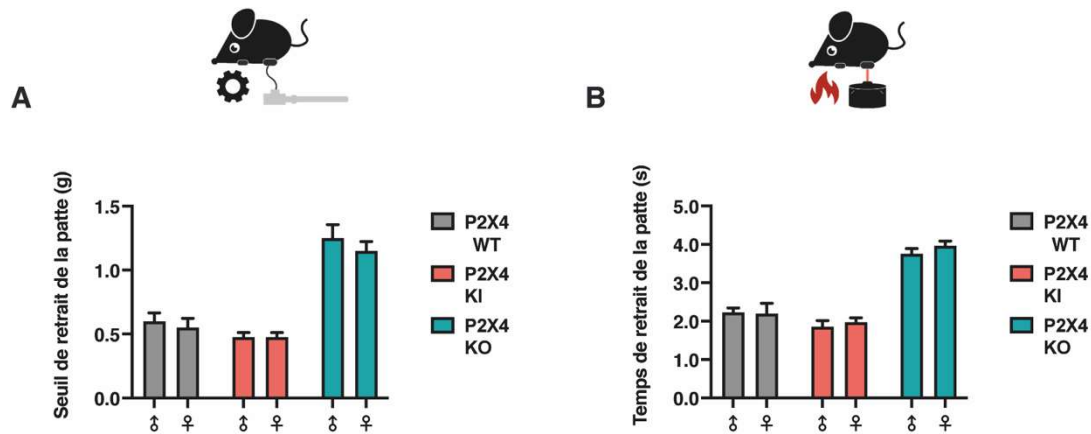 A
Seuil de retrait de la patte (g)
1.5
1.0
0.5
0.0
♂ ♀ ♂ ♀ ♂ ♀
P2X4
WT
P2X4
KI
P2X4
KO
B
Temps de retrait de la patte (s)
5.0
4.0
3.0
2.0
1.0
0.0
♂ ♀ ♂ ♀ ♂ ♀
P2X4
WT
P2X4
KI
P2X4
KO